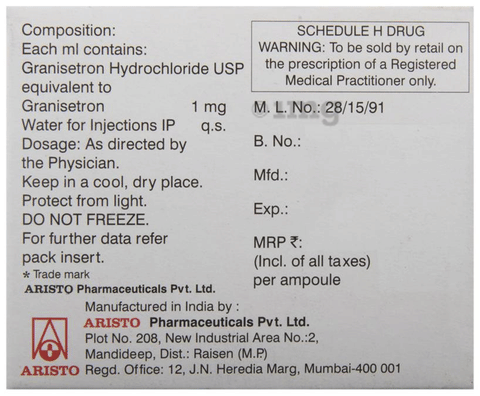 Composition:
Each ml contains:
Granisetron Hydrochloride USP
equivalent to
Granisetron 1 mg
Water for Injections IP q.s.
Dosage: As directed by
the Physician.
Keep in a cool, dry place.
Protect from light.
DO NOT FREEZE.
For further data refer
pack insert.
* Trade mark
ARISTO Pharmaceuticals Pvt. Ltd.
SCHEDULE H DRUG
WARNING: To be sold by retail on
the prescription of a Registered
Medical Practitioner only.
M. L. No.: 28/15/91
1mg
B. No.:
Mfd.:
Exp.:
MRP ₹:
(Incl. of all taxes)
per ampoule
Manufactured in India by :
ARISTO Pharmaceuticals Pvt. Ltd.
Plot No. 208, New Industrial Area No.:2,
Mandideep, Dist.: Raisen (M.P.)
Regd. Office: 12, J.N. Heredia Marg, Mumbai-400 001
ARISTO